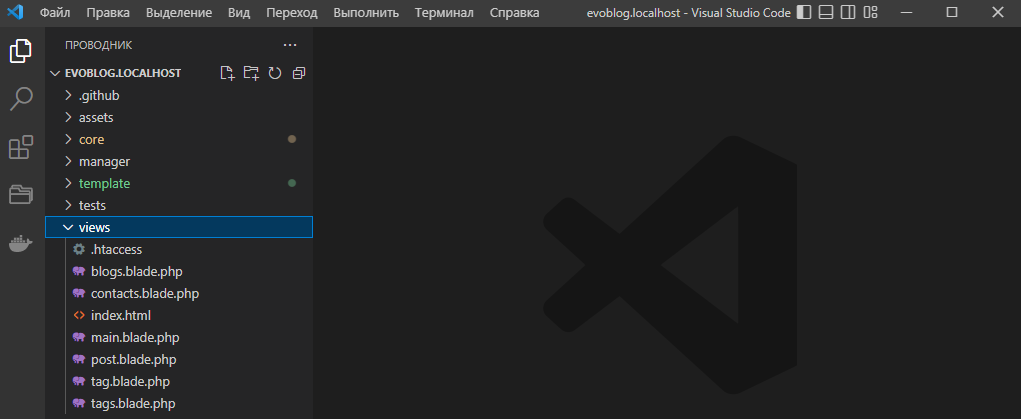 Файл Правка Выделение Вид Переход Выполнить Терминал Справка evoblog.localhost - Visual Studio Code
ПРОВОДНИК
EVOBLOG.LOCALHOST
.github
assets
core
manager
template
tests
views
.htaccess
blogs.blade.php
contacts.blade.php
index.html
main.blade.php
post.blade.php
tag.blade.php
tags.blade.php